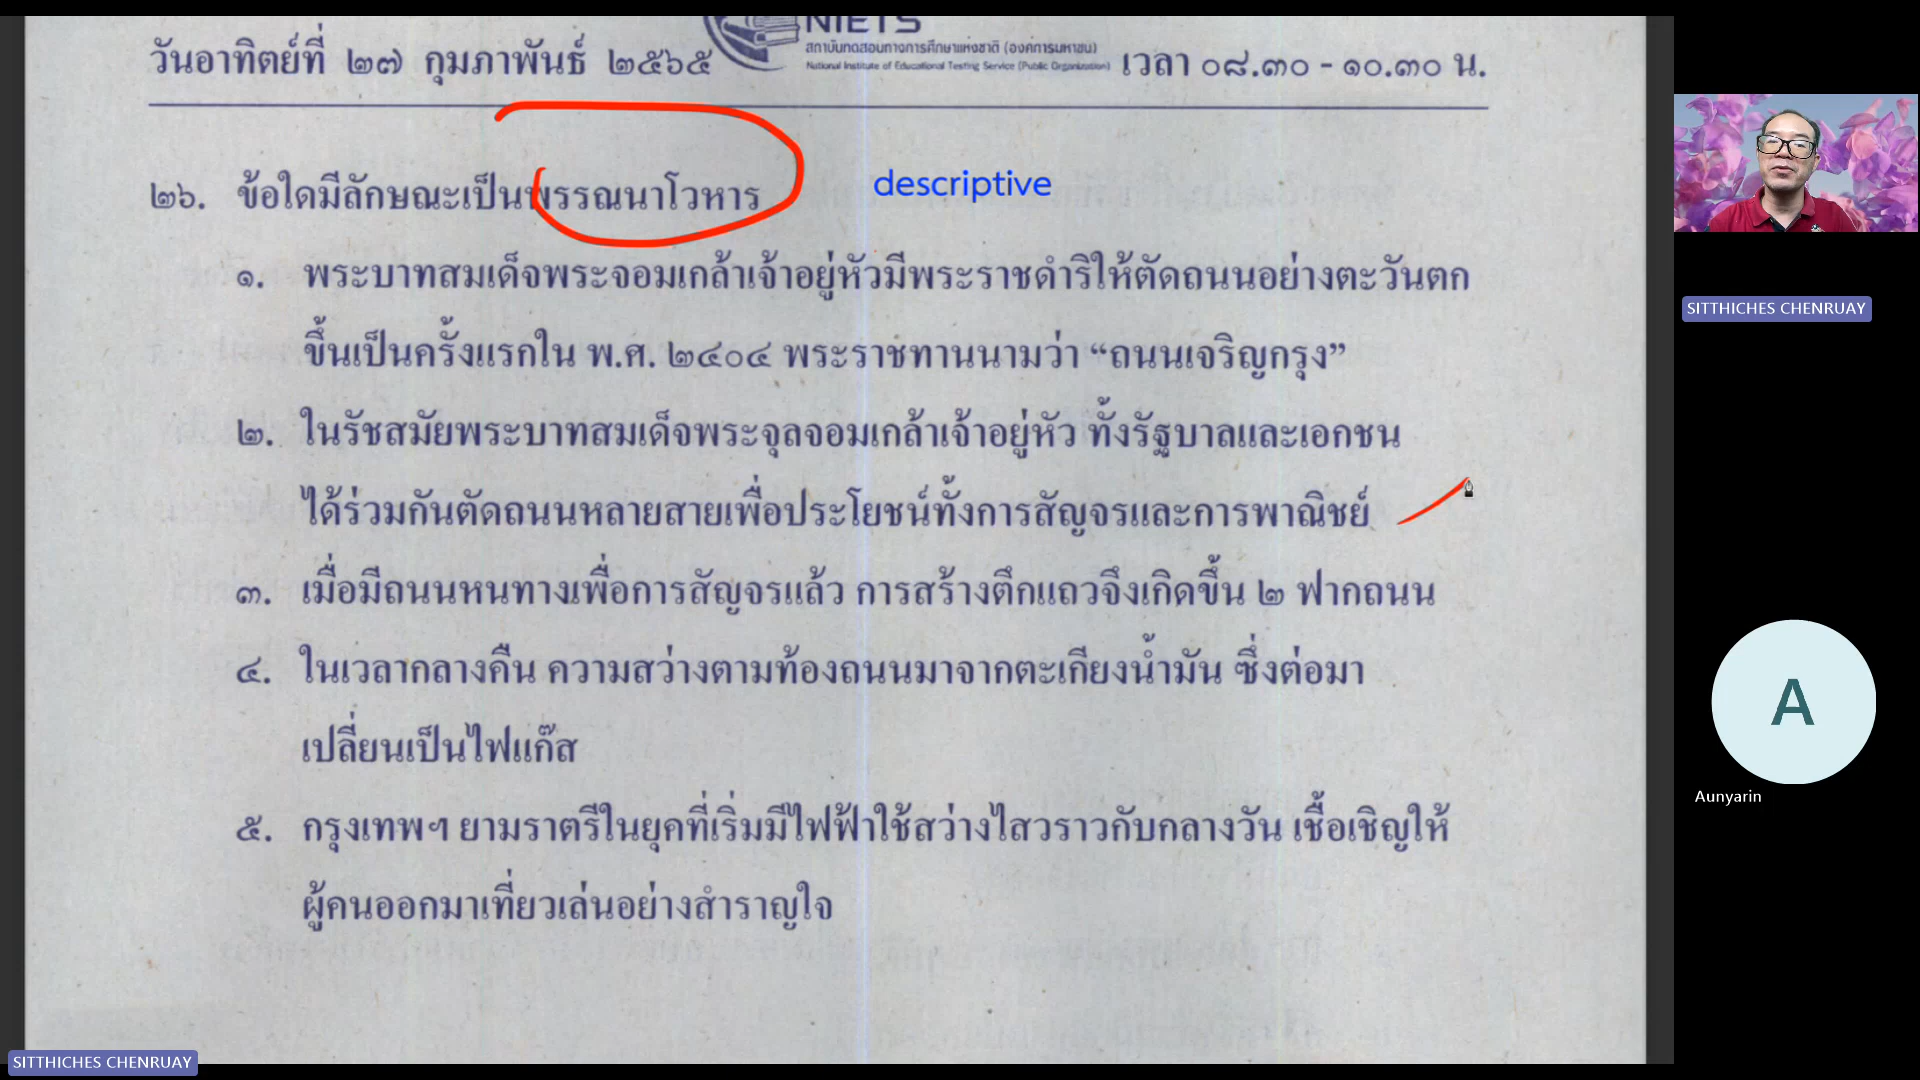 NIETS
สถาบันทดสอบทางการศึกษาแห่งชาติ (องค์การมหาชน)
National Institute of Educational Testing Service (Public Organization)
วันอาทิตย์ที่ ๒๗ กุมภาพันธ์ ๒๕๖๕ เวลา ๐๘.๓๐ - ๑๐.๓๐ น.
๒๖. ข้อใดมีลักษณะเป็นพรรณนาโวหาร descriptive
๑. พระบาทสมเด็จพระจอมเกล้าเจ้าอยู่หัวมีพระราชดำริให้ตัดถนนอย่างตะวันตก
ขึ้นเป็นครั้งแรกใน พ.ศ. ๒๔๐๔ พระราชทานนามว่า “ถนนเจริญกรุง”
๒. ในรัชสมัยพระบาทสมเด็จพระจุลจอมเกล้าเจ้าอยู่หัว ทั้งรัฐบาลและเอกชน
ได้ร่วมกันตัดถนนหลายสายเพื่อประโยชน์ทั้งการสัญจรและการพาณิชย์
๓. เมื่อมีถนนหนทางเพื่อการสัญจรแล้ว การสร้างตึกแถวจึงเกิดขึ้น ๒ ฟากถนน
๔. ในเวลากลางคืน ความสว่างตามท้องถนนมาจากตะเกียงน้ำมัน ซึ่งต่อมา
เปลี่ยนเป็นไฟแก๊ส
๕. กรุงเทพฯ ยามราตรีในยุคที่เริ่มมีไฟฟ้าใช้สว่างไสวราวกับกลางวัน เชื้อเชิญให้
ผู้คนออกมาเที่ยวเล่นอย่างสำราญใจ
SITTHICHES CHENRUAY
A
Aunyarin
SITTHICHES CHENRUAY